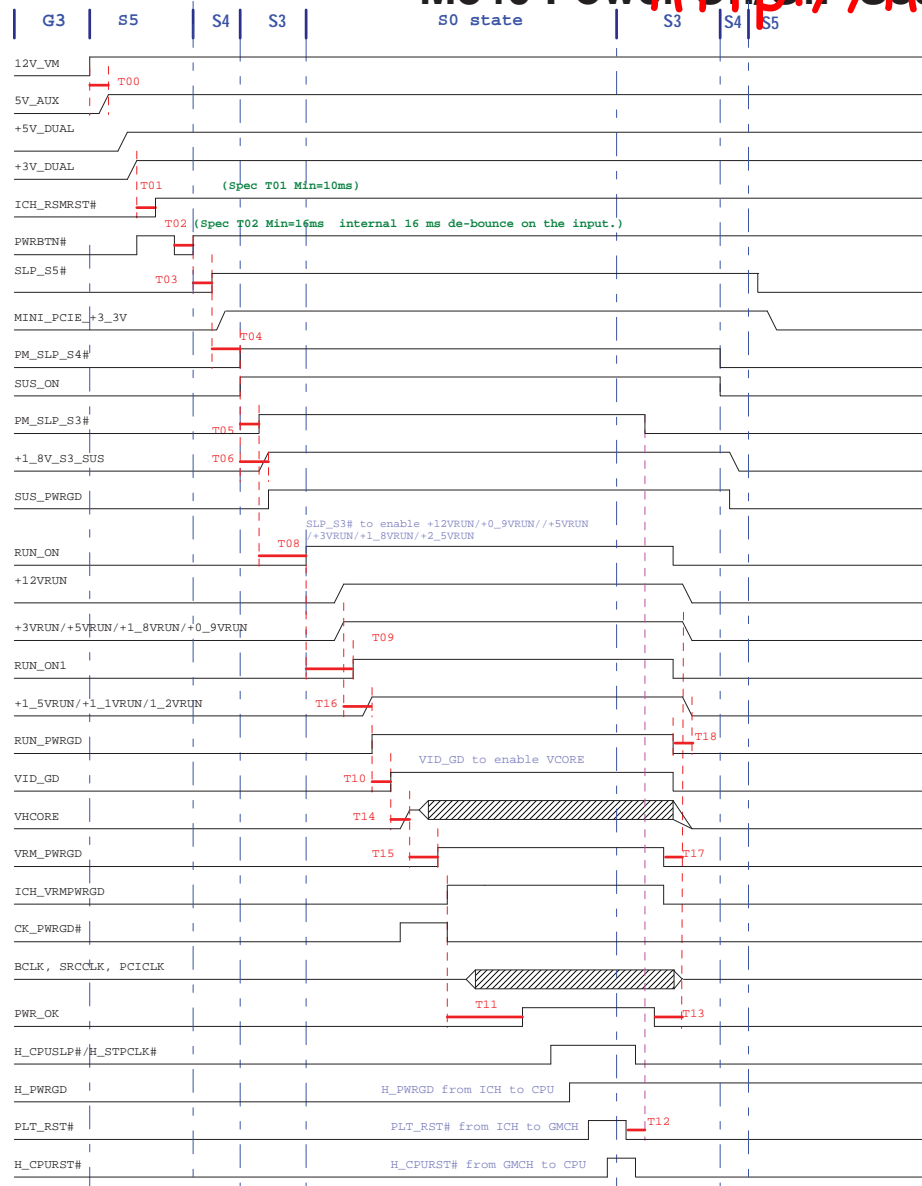 G3 S5 S4 S3 S0 state S3 S4 S5
12V_VM
T00
5V_AUX
+5V_DUAL
+3V_DUAL
T01 (Spec T01 Min=10ms)
ICH_RSMRST#
T02 (Spec T02 Min=16ms internal 16 ms de-bounce on the input.)
PWRBTN#
SLP_S5#
T03
MINI_PCIE_+3_3V
T04
PM_SLP_S4#
SUS_ON
PM_SLP_S3#
T05
+1_8V_S3_SUS T06
SUS_PWRGD
SLP_S3# to enable +12VRUN/+0_9VRUN//+5VRUN
/+3VRUN/+1_8VRUN/+2_5VRUN
T08
RUN_ON
+12VRUN
+3VRUN/+5VRUN/+1_8VRUN/+0_9VRUN
T09
RUN_ON1
+1_5VRUN/+1_1VRUN/1_2VRUN T16
RUN_PWRGD T18
VID_GD to enable VCORE
VID_GD T10
VHCORE T14
VRM_PWRGD T15 T17
ICH_VRMPWRGD
CK_PWRGD#
BCLK, SRCCLK, PCICLK
T11
PWR_OK T13
H_CPUSLP#/H_STPCLK#
H_PWRGD H_PWRGD from ICH to CPU
T12
PLT_RST# PLT_RST# from ICH to GMCH
H_CPURST# H_CPURST# from GMCH to CPU